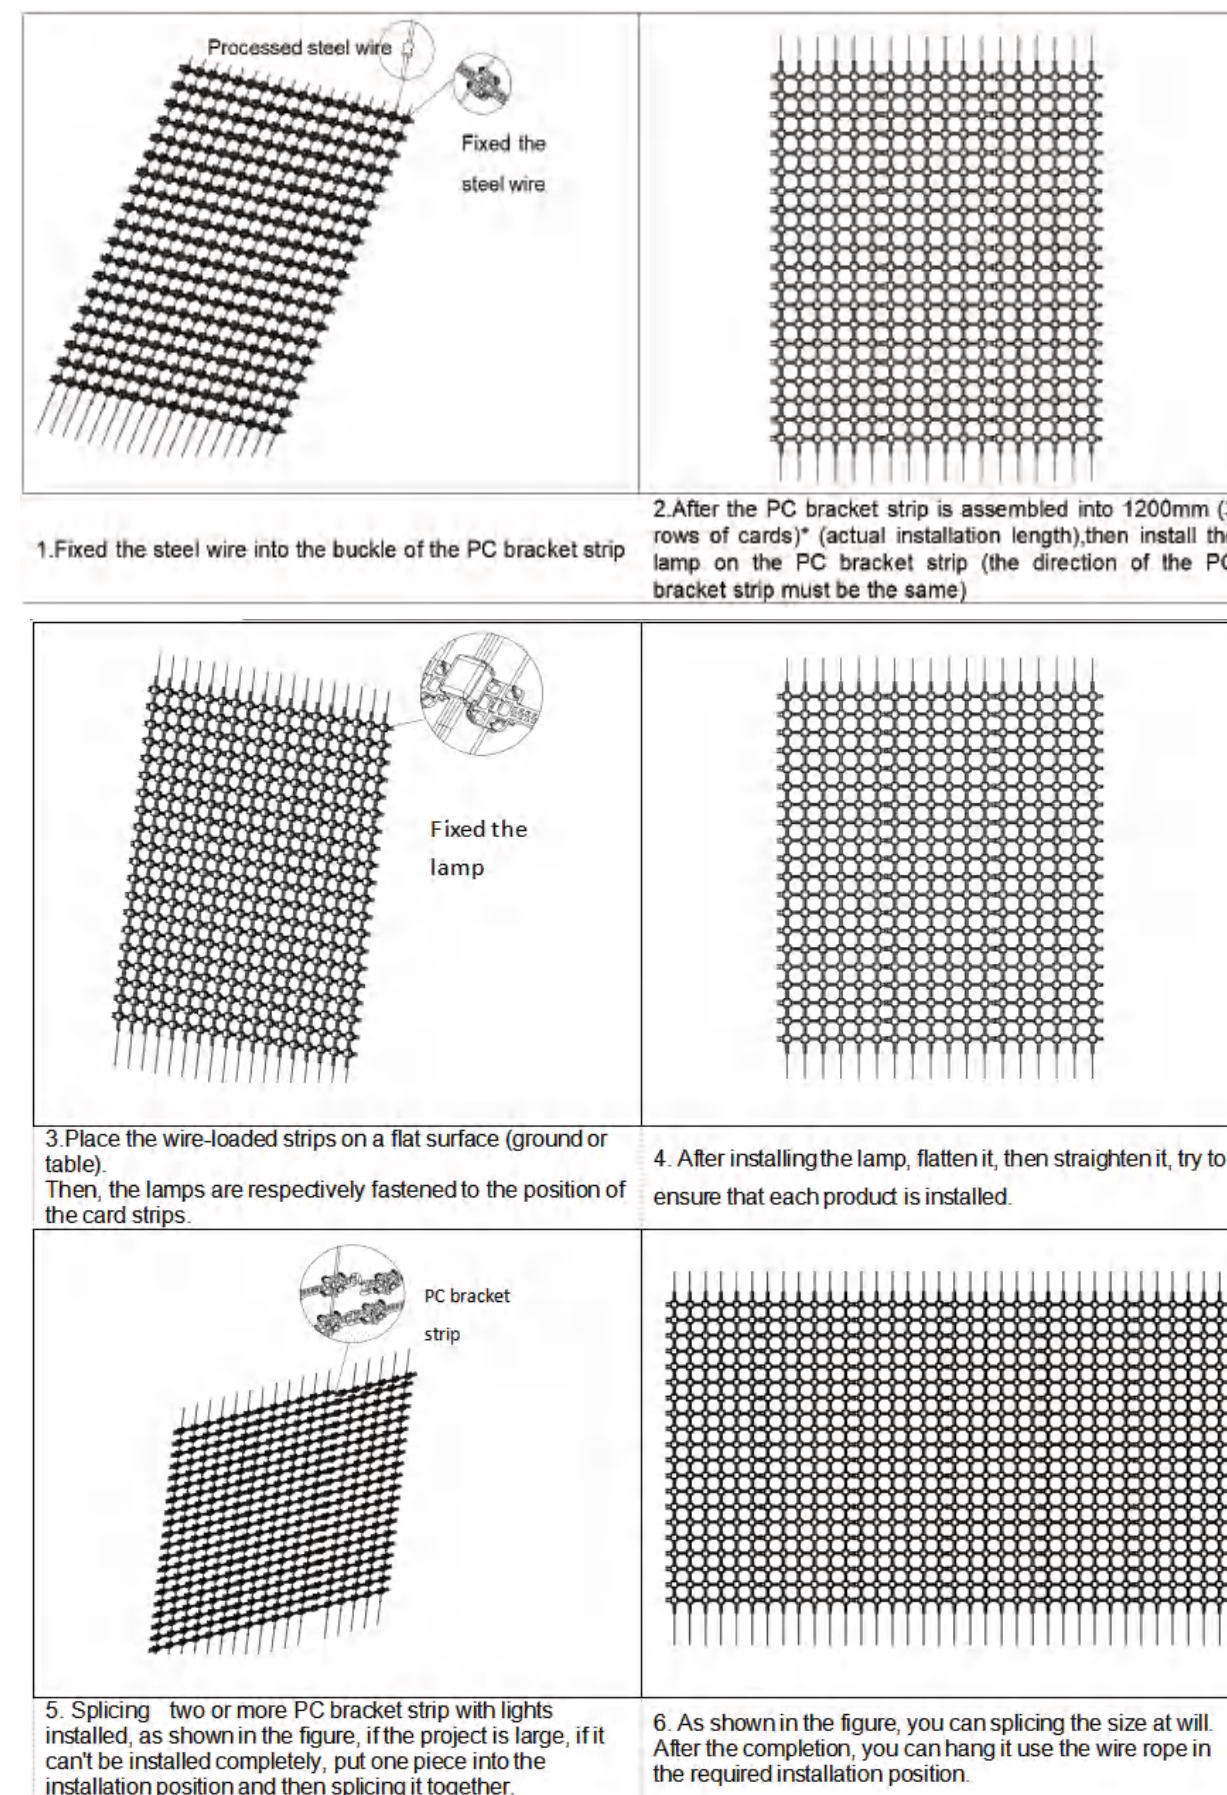 Processed steel wire
Fixed the
steel wire
1.Fixed the steel wire into the buckle of the PC bracket strip
2.After the PC bracket strip is assembled into 1200mm (
rows of cards)* (actual installation length),then install
lamp on the PC bracket strip (the direction of the
bracket strip must be the same)
Fixed the
lamp
3.Place the wire-loaded strips on a flat surface (ground or
table).
Then, the lamps are respectively fastened to the position of
the card strips.
4. After installing the lamp, flatten it, then straighten it, try to
ensure that each product is installed.
PC bracket
strip
5. Splicing two or more PC bracket strip with lights
installed, as shown in the figure, if the project is large, if it
can't be installed completely, put one piece into the
installation position and then splicing it together.
6. As shown in the figure, you can splicing the size at will.
After the completion, you can hang it use the wire rope in
the required installation position.